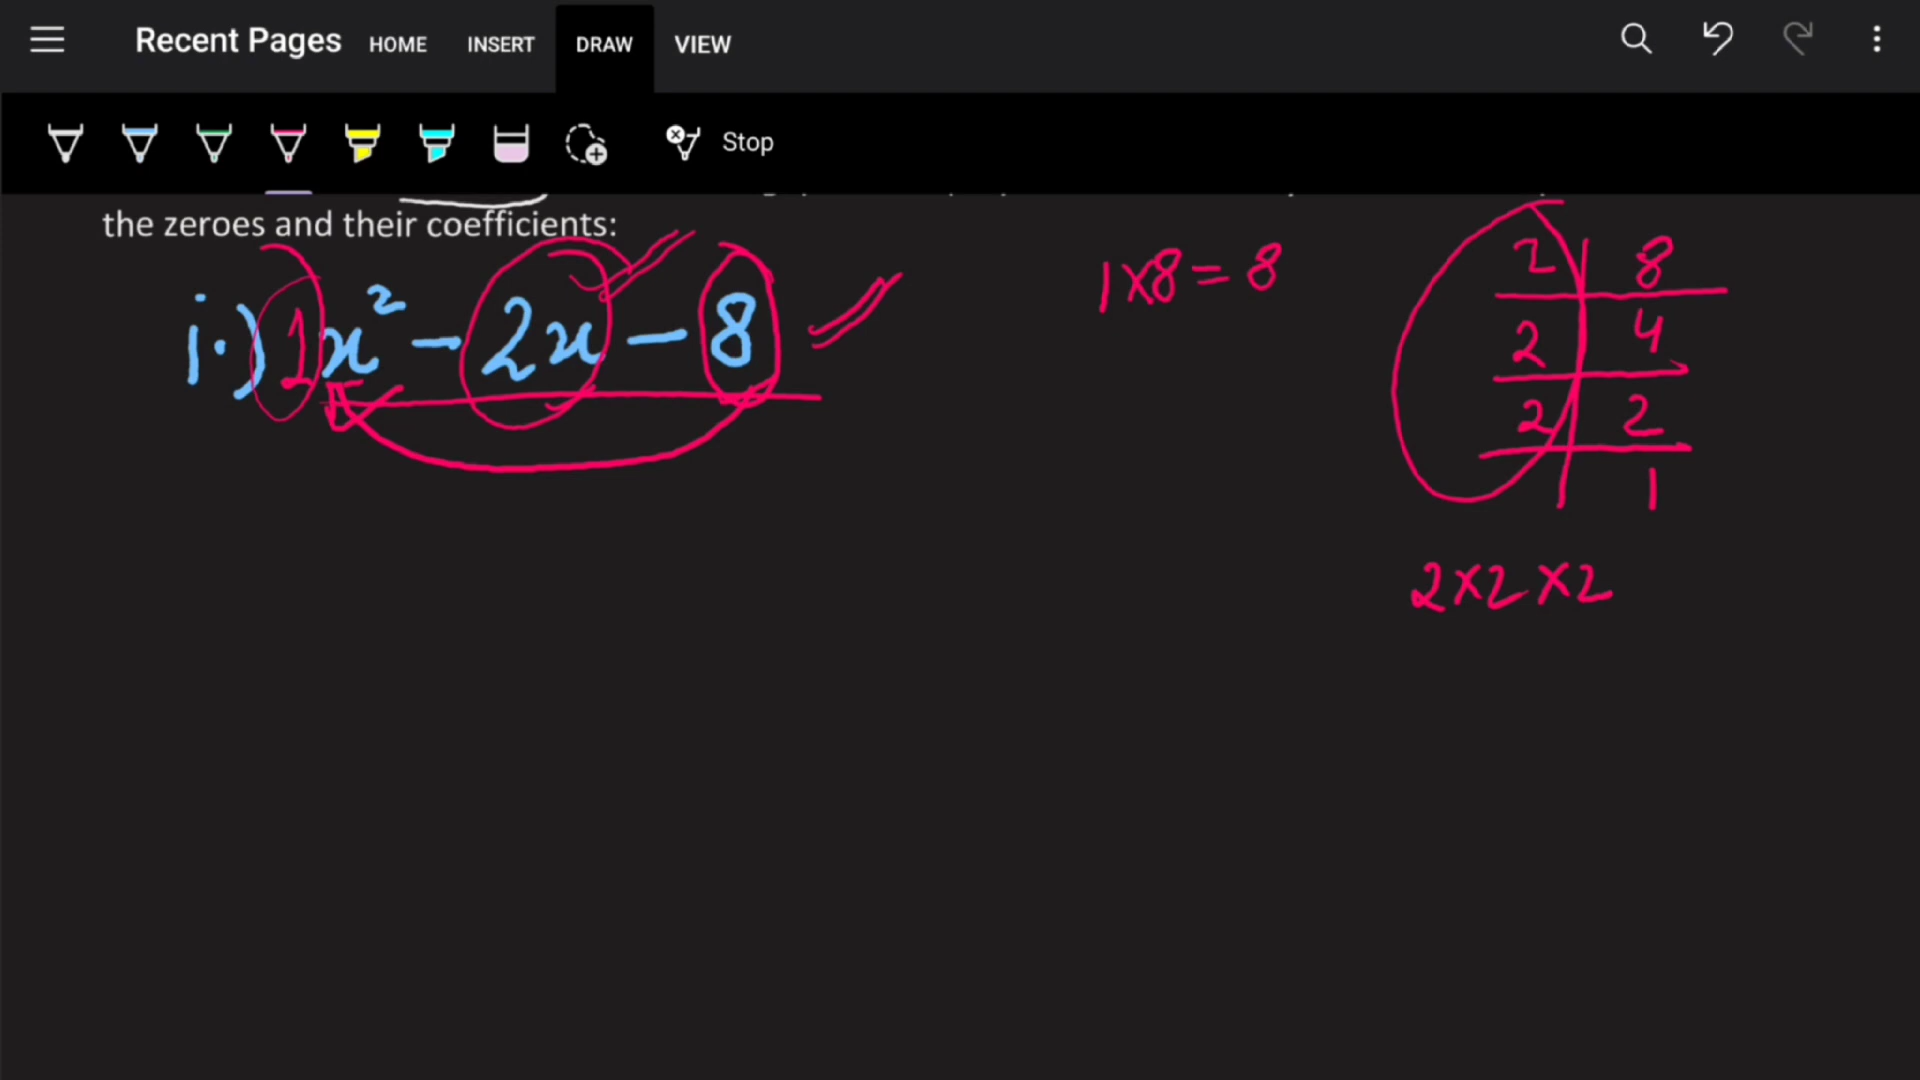 Recent Pages HOME INSERT DRAW VIEW
Stop
the zeroes and their coefficients:
i.) 1x² - 2x - 8
1×8=8
2 | 8
2 | 4
2 | 2
1
2×2×2